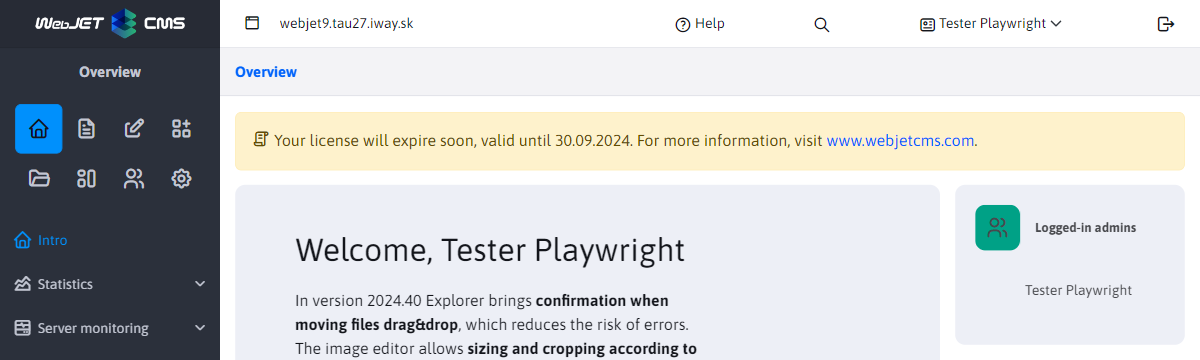 WebJET CMS
webjet9.tau27.iway.sk
Help
Tester Playwright
Overview
Overview
Your license will expire soon, valid until 30.09.2024. For more information, visit www.webjetcms.com.
Intro
Statistics
Server monitoring
Welcome, Tester Playwright
In version 2024.40 Explorer brings confirmation when
moving files drag&drop, which reduces the risk of errors.
The image editor allows sizing and cropping according to
Logged-in admins
Tester Playwright